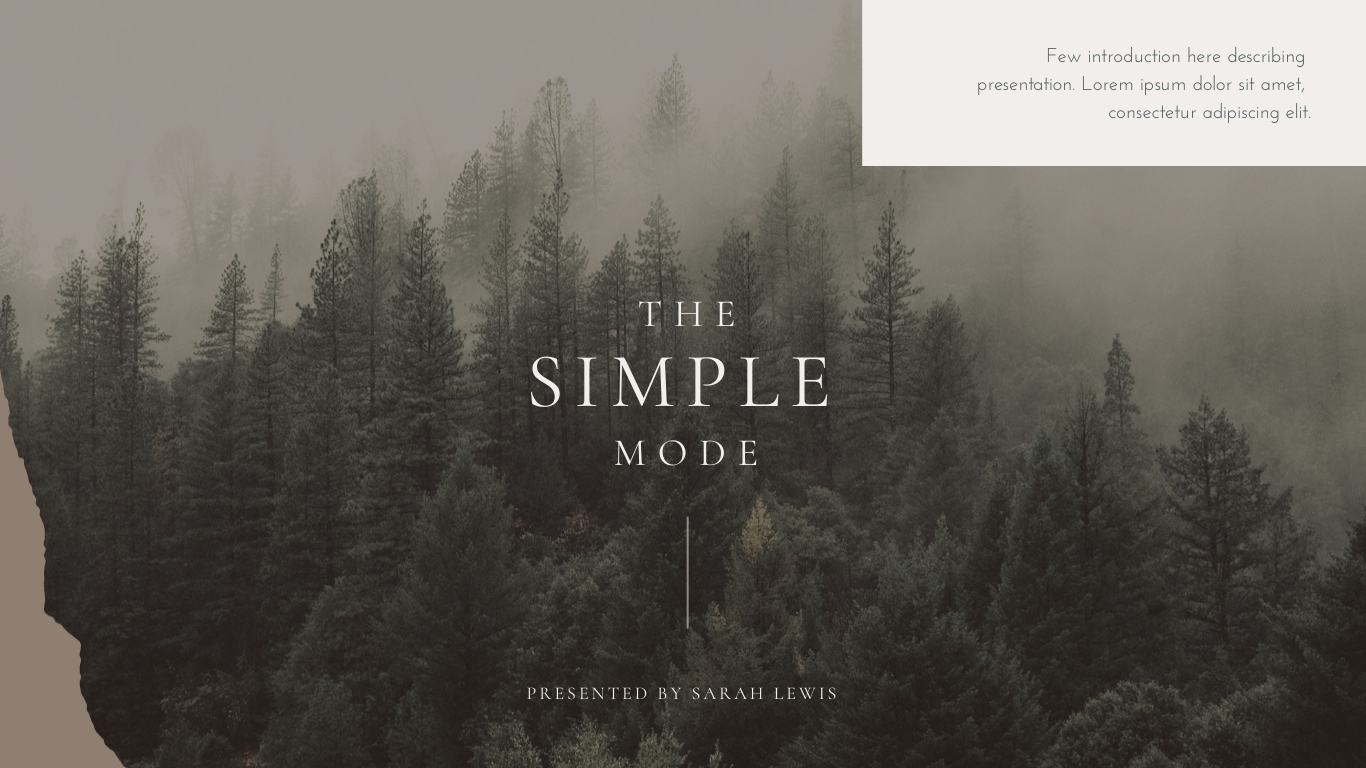 Few introduction here describing
presentation. Lorem ipsum dolor sit amet,
consectetur adipiscing elit.
THE
SIMPLE
MODE
PRESENTED BY SARAH LEWIS